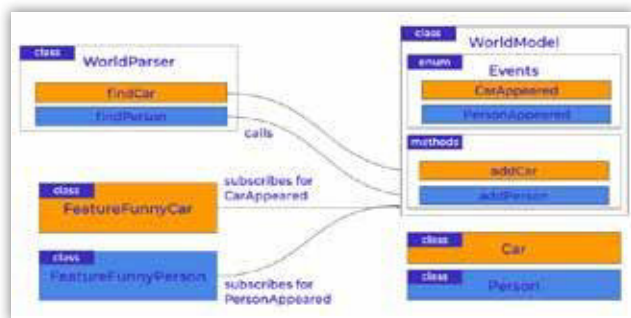 class
WorldParser
findCar
findPerson
calls
class
FeatureFunnyCar
subscribes for
CarAppeared
class
FeatureFunnyPerson
subscribes for
PersonAppeared
class
WorldModel
enum
Events
CarAppeared
PersonAppeared
methods
addCar
addPerson
class
Car
class
Person